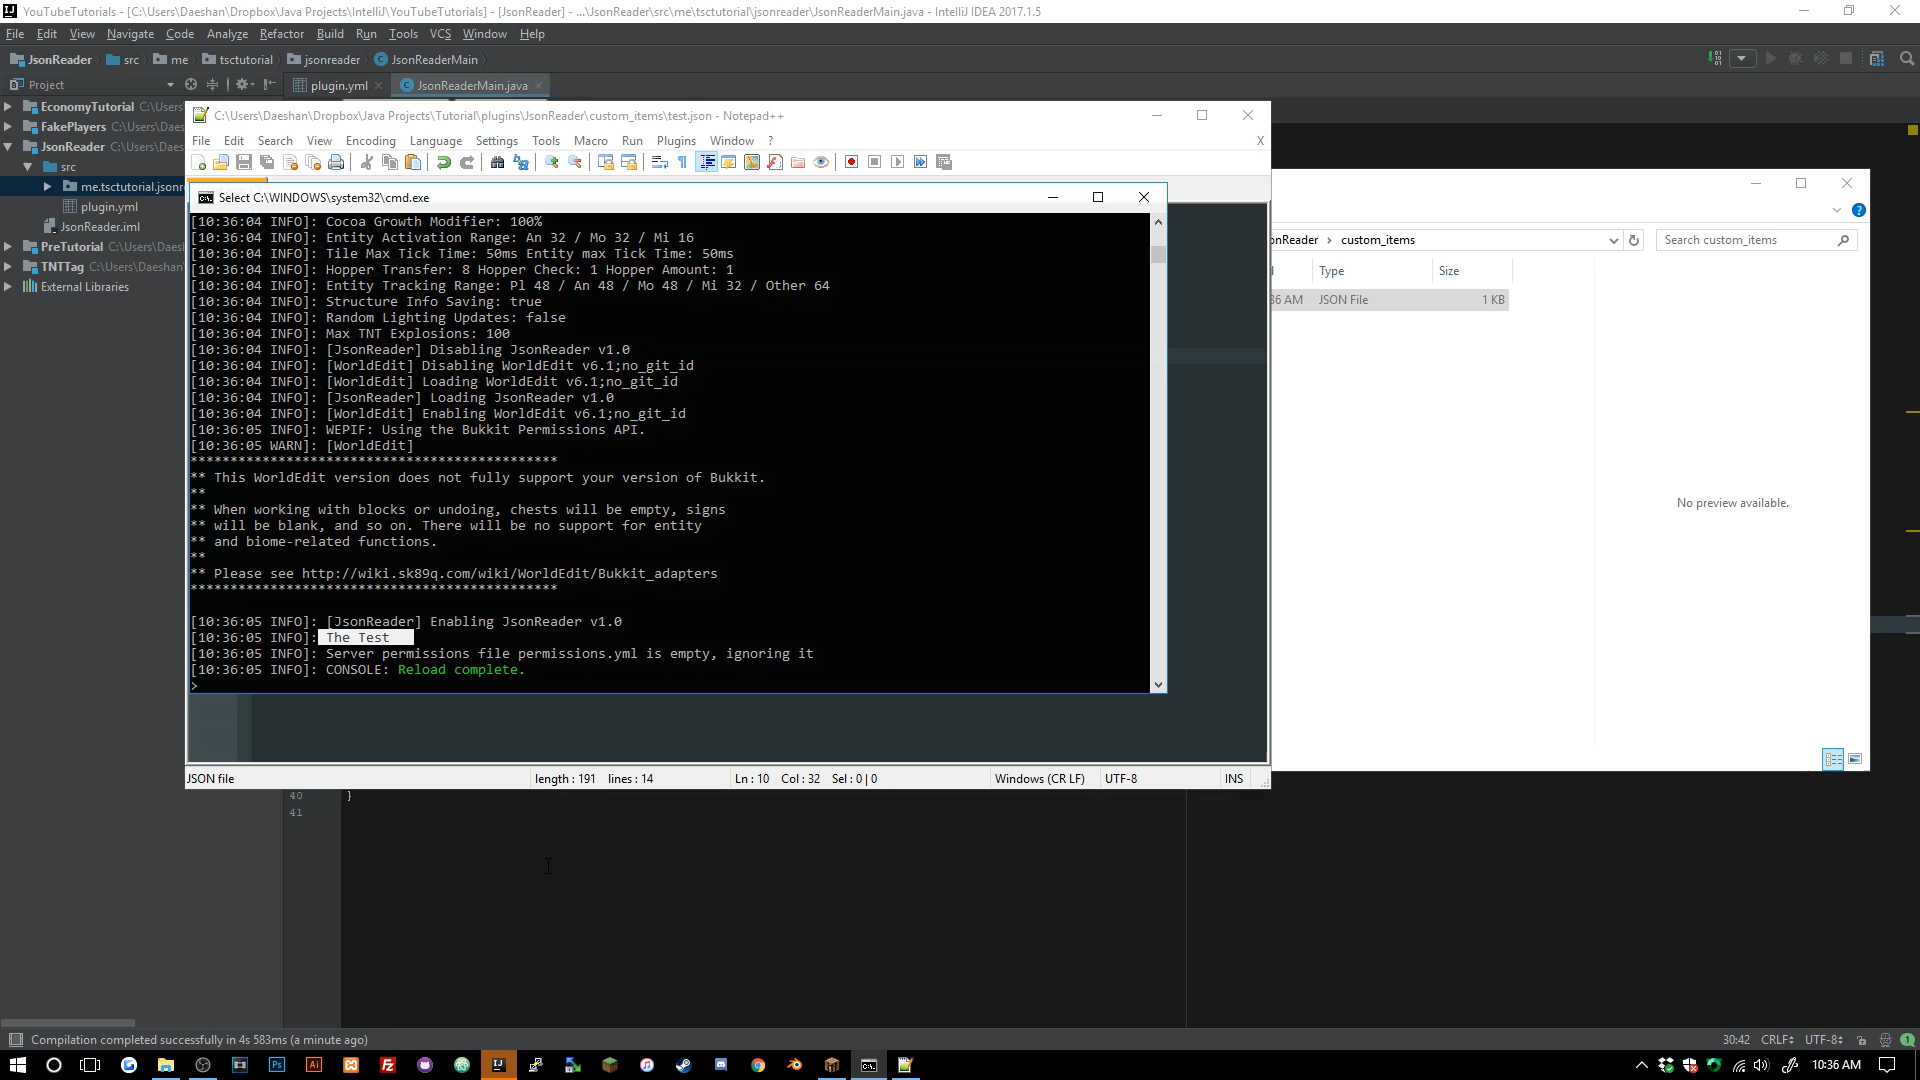 YouTubeTutorials - [C:\Users\Daeshan\Dropbox\Java Projects\IntelliJ\YouTubeTutorials] - [JsonReader] - ...\JsonReader\src\me\tsctutorial\jsonreader\JsonReaderMain.java - IntelliJ IDEA 2017.1.5
File Edit View Navigate Code Analyze Refactor Build Run Tools VCS Window Help
JsonReader src me tsctutorial jsonreader JsonReaderMain
Project
plugin.yml JsonReaderMain.java
EconomyTutorial C:\Users
FakePlayers C:\Users\Daes
JsonReader C:\Users\Dae
src
me.tsctutorial.jsonr
plugin.yml
JsonReader.iml
PreTutorial C:\Users\Daesh
TNTTag C:\Users\Daeshan\
External Libraries
C:\Users\Daeshan\Dropbox\Java Projects\Tutorial\plugins\JsonReader\custom_items\test.json - Notepad++
File Edit Search View Encoding Language Settings Tools Macro Run Plugins Window ? X
Select C:\WINDOWS\system32\cmd.exe
[10:36:04 INFO]: Cocoa Growth Modifier: 100%
[10:36:04 INFO]: Entity Activation Range: An 32 / Mo 32 / Mi 16
[10:36:04 INFO]: Tile Max Tick Time: 50ms Entity max Tick Time: 50ms
[10:36:04 INFO]: Hopper Transfer: 8 Hopper Check: 1 Hopper Amount: 1
[10:36:04 INFO]: Entity Tracking Range: Pl 48 / An 48 / Mo 48 / Mi 32 / Other 64
[10:36:04 INFO]: Structure Info Saving: true
[10:36:04 INFO]: Random Lighting Updates: false
[10:36:04 INFO]: Max TNT Explosions: 100
[10:36:04 INFO]: [JsonReader] Disabling JsonReader v1.0
[10:36:04 INFO]: [WorldEdit] Disabling WorldEdit v6.1;no_git_id
[10:36:04 INFO]: [WorldEdit] Loading WorldEdit v6.1;no_git_id
[10:36:04 INFO]: [JsonReader] Loading JsonReader v1.0
[10:36:04 INFO]: [WorldEdit] Enabling WorldEdit v6.1;no_git_id
[10:36:05 INFO]: WEPIF: Using the Bukkit Permissions API.
[10:36:05 WARN]: [WorldEdit]
**********************************************
** This WorldEdit version does not fully support your version of Bukkit.
**
** When working with blocks or undoing, chests will be empty, signs
** will be blank, and so on. There will be no support for entity
** and biome-related functions.
**
** Please see http://wiki.sk89q.com/wiki/WorldEdit/Bukkit_adapters
**********************************************
[10:36:05 INFO]: [JsonReader] Enabling JsonReader v1.0
[10:36:05 INFO]: The Test
[10:36:05 INFO]: Server permissions file permissions.yml is empty, ignoring it
[10:36:05 INFO]: CONSOLE: Reload complete.
>
onReader > custom_items
Search custom_items
Type Size
36 AM JSON File 1 KB
No preview available.
JSON file length : 191 lines : 14 Ln : 10 Col : 32 Sel : 0 | 0 Windows (CR LF) UTF-8 INS
40 }
41
Compilation completed successfully in 4s 583ms (a minute ago) 30:42 CRLF UTF-8 1
10:36 AM